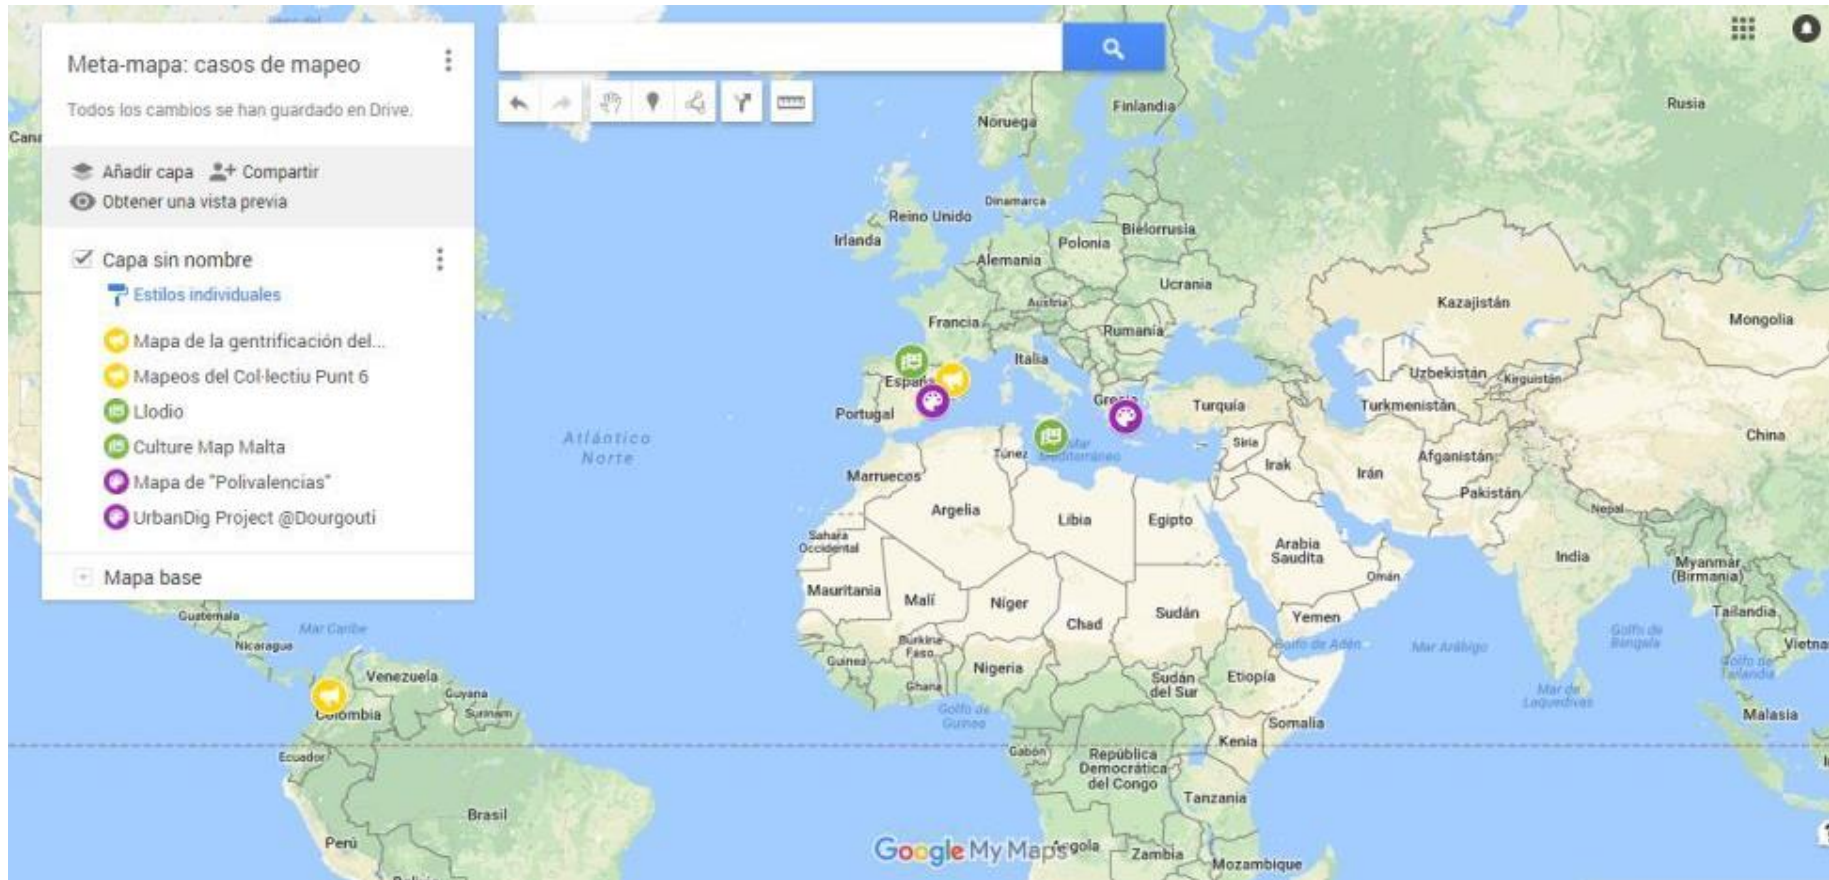 Meta-mapa: casos de mapeo
Todos los cambios se han guardado en Drive.
Añadir capa Compartir
Obtener una vista previa
Capa sin nombre
Estilos individuales
Mapa de la gentrificación del...
Mapeos del Col·lectiu Punt 6
Llodio
Culture Map Malta
Mapa de "Polivalencias"
UrbanDig Project @Dourgouti
Mapa base
Cana
Finlandia
Noruega
Rusia
Dinamarca
Reino Unido
Irlanda
Bielorrusia
Polonia
Alemania
Ucrania
Austria
Kazajistán
Francia
Rumanía
Mongolia
Italia
España
Uzbekistán
Kirguistán
Portugal
Grecia
Turquía
Turkmenistán
Atlántico
Norte
China
Siria
Túnez
Mar
Mediterráneo
Irak
Irán
Afganistán
Marruecos
Pakistán
Argelia
Libia
Egipto
Nepal
Sahara
Occidental
Arabia
Saudita
India
Myanmar
(Birmania)
Omán
Mauritania
Malí
Níger
Chad
Sudán
Yemen
Tailandia
Guatemala
Mar Caribe
Nicaragua
Burkina
Faso
Golfo de Adén
Mar Arábigo
Golfo de
Bengala
Vietna
Guinea
Nigeria
Ghana
Sudán
del Sur
Etiopía
Golfo de
Tailandia
Venezuela
Guyana
Surinam
Colombia
Golfo de
Guinea
Mar de
Laquedivas
Malasia
Somalia
Kenia
Ecuador
Gabón
República
Democrática
del Congo
Tanzania
Brasil
Perú
Google My Maps
Angola
Zambia
Mozambique